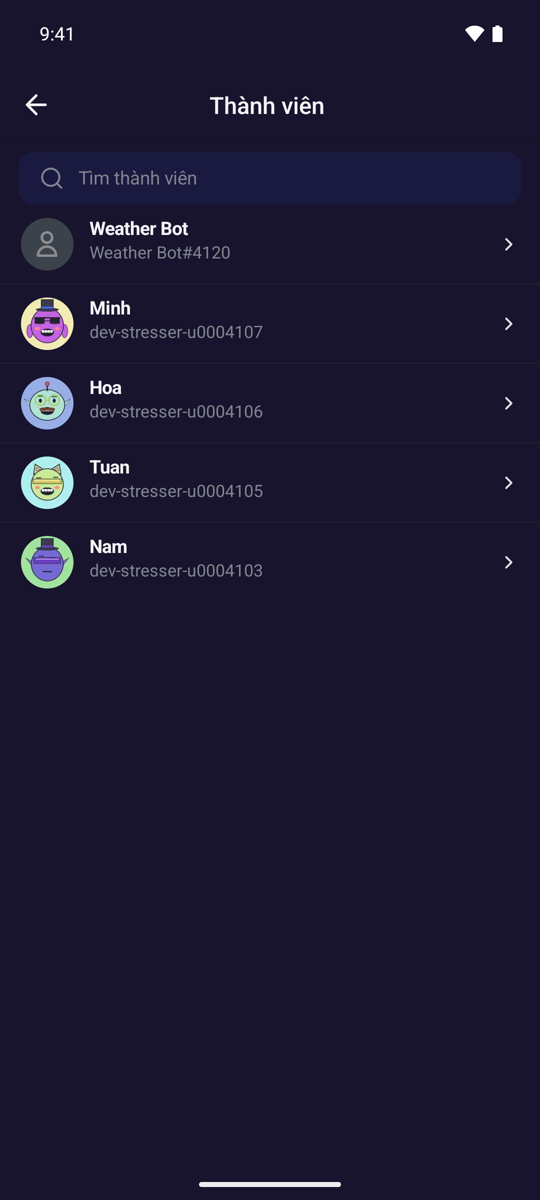 9:41
Thành viên
Tìm thành viên
Weather Bot
Weather Bot#4120
Minh
dev-stresser-u0004107
Hoa
dev-stresser-u0004106
Tuan
dev-stresser-u0004105
Nam
dev-stresser-u0004103